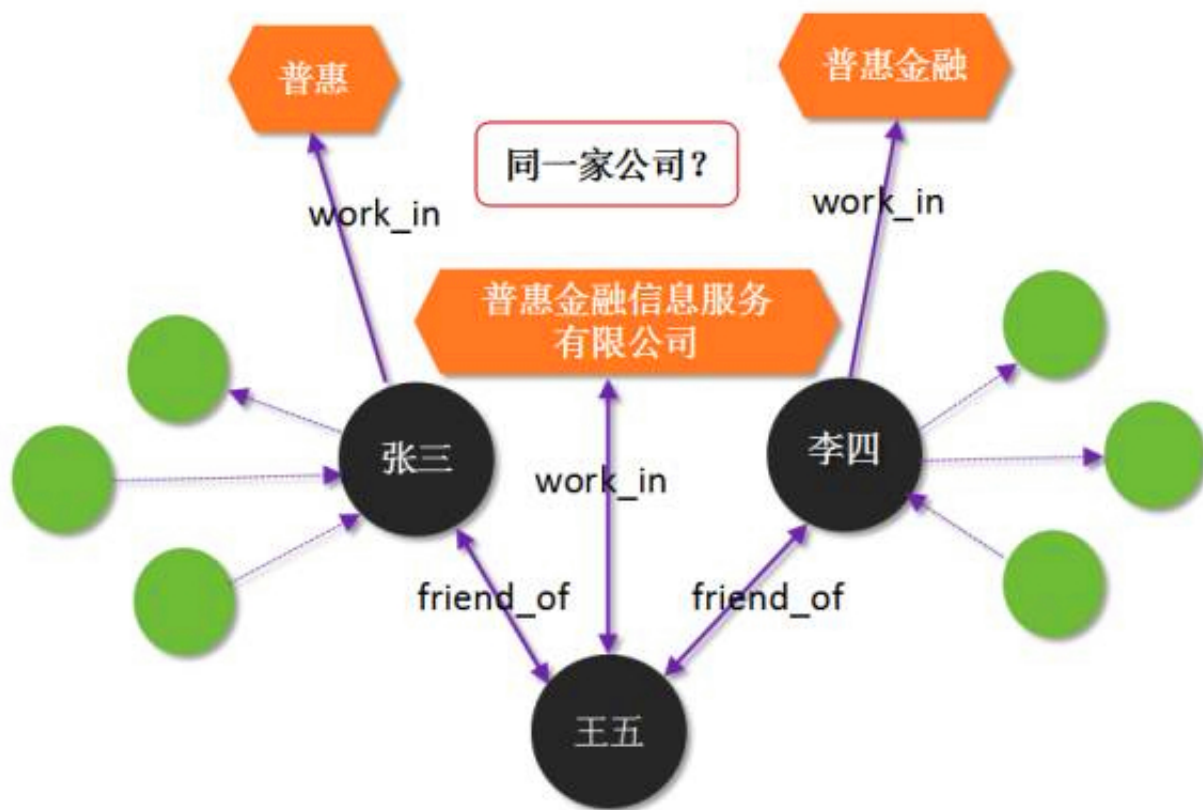 普惠
普惠金融
同一家公司？
work_in
work_in
普惠金融信息服务
有限公司
张三
李四
work_in
friend_of
friend_of
王五